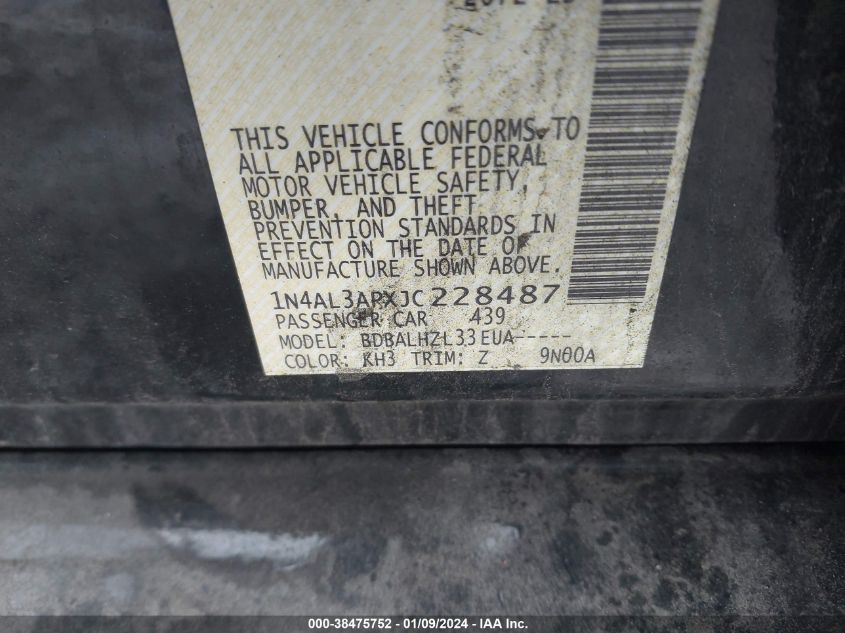 THIS VEHICLE CONFORMS TO
ALL APPLICABLE FEDERAL
MOTOR VEHICLE SAFETY,
BUMPER, AND THEFT
PREVENTION STANDARDS IN
EFFECT ON THE DATE OF
MANUFACTURE SHOWN ABOVE.
1N4AL3APXJC228487
PASSENGER CAR 439
MODEL: BDBALHZL33EUA-----
COLOR: KH3 TRIM: Z 9N00A
000-38475752 - 01/09/2024 - IAA Inc.